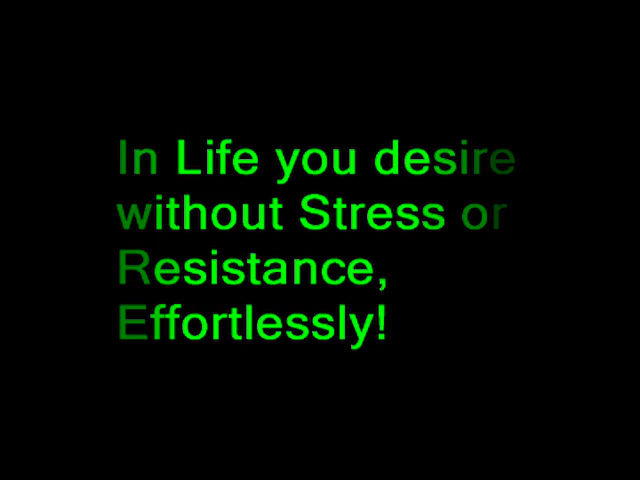 In Life you desire
without Stress or
Resistance,
Effortlessly!